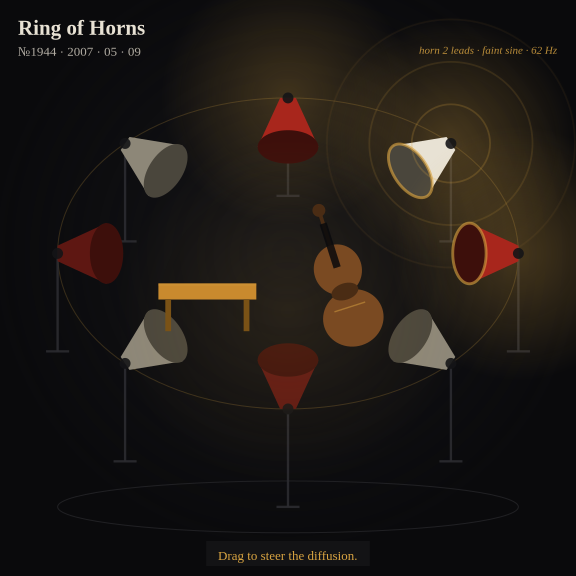 Ring of Horns
№1944 · 2007 · 05 · 09
horn 2 leads · faint sine · 62 Hz
Drag to steer the diffusion.